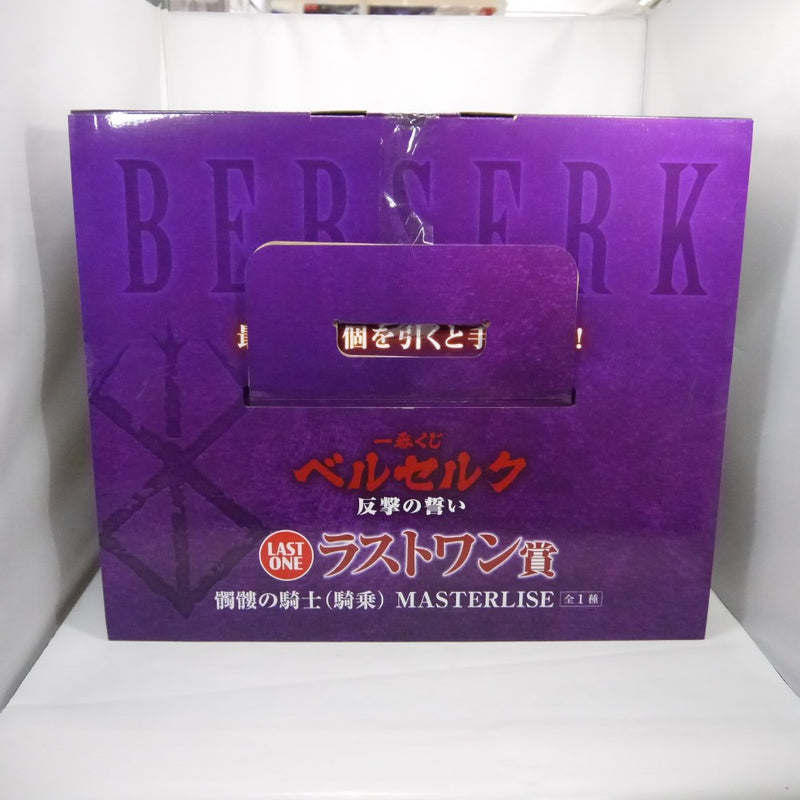 BERSERK
最 個を引くと手 !
一番くじ
ベルセルク
反撃の誓い
LAST ONE ラストワン賞
髑髏の騎士(騎乗) MASTERLISE 全1種